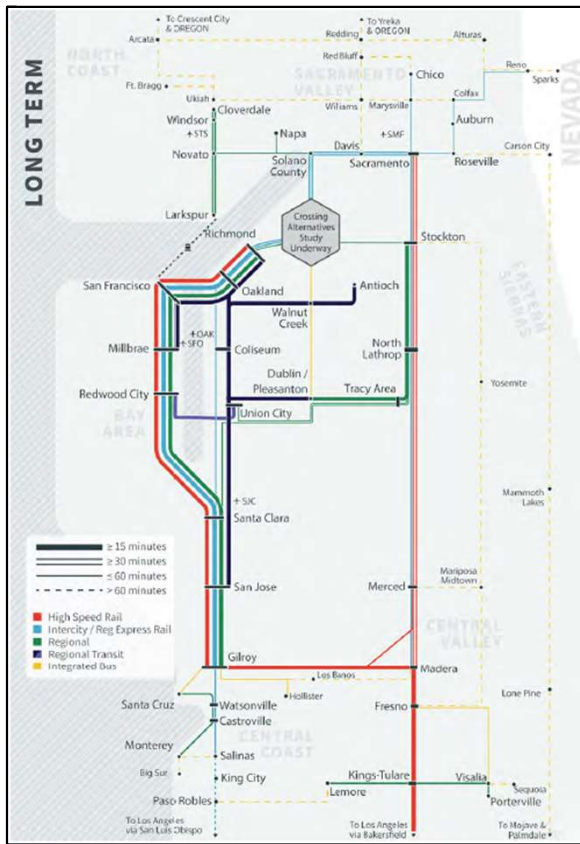 LONG TERM
To Crescent City
& OREGON
To Yreka
& OREGON
Arcata
Redding
Alturas
NORTH
COAST
Red Bluff
SACRAMENTO
VALLEY
Chico
Reno
Sparks
NEVADA
Ft. Bragg
Ukiah
Cloverdale
Williams
Marysville
Colfax
Windsor
STS
Napa
SMF
Auburn
Novato
Solano
County
Davis
Sacramento
Roseville
Carson City
Larkspur
Richmond
Crossing
Alternatives
Study
Underway
Stockton
EASTERN
SIERRAS
San Francisco
Oakland
Antioch
Walnut
Creek
OAK
SFO
Millbrae
Coliseum
North
Lathrop
Dublin /
Pleasanton
Tracy Area
Redwood City
Union City
Yosemite
BAY
AREA
SJC
Santa Clara
Mammoth
Lakes
≥ 15 minutes
≥ 30 minutes
≤ 60 minutes
> 60 minutes
San Jose
Merced
Mariposa
Midtown
High Speed Rail
Intercity / Reg Express Rail
Regional
Regional Transit
Integrated Bus
CENTRAL
VALLEY
Gilroy
Los Banos
Madera
Santa Cruz
Hollister
Watsonville
Castroville
Fresno
Lone Pine
CENTRAL
COAST
Monterey
Salinas
Big Sur
King City
Kings-Tulare
Visalia
Paso Robles
Lemore
Sequoia
Porterville
To Los Angeles
via San Luis Obispo
To Los Angeles
via Bakersfield
To Mojave &
Palmdale